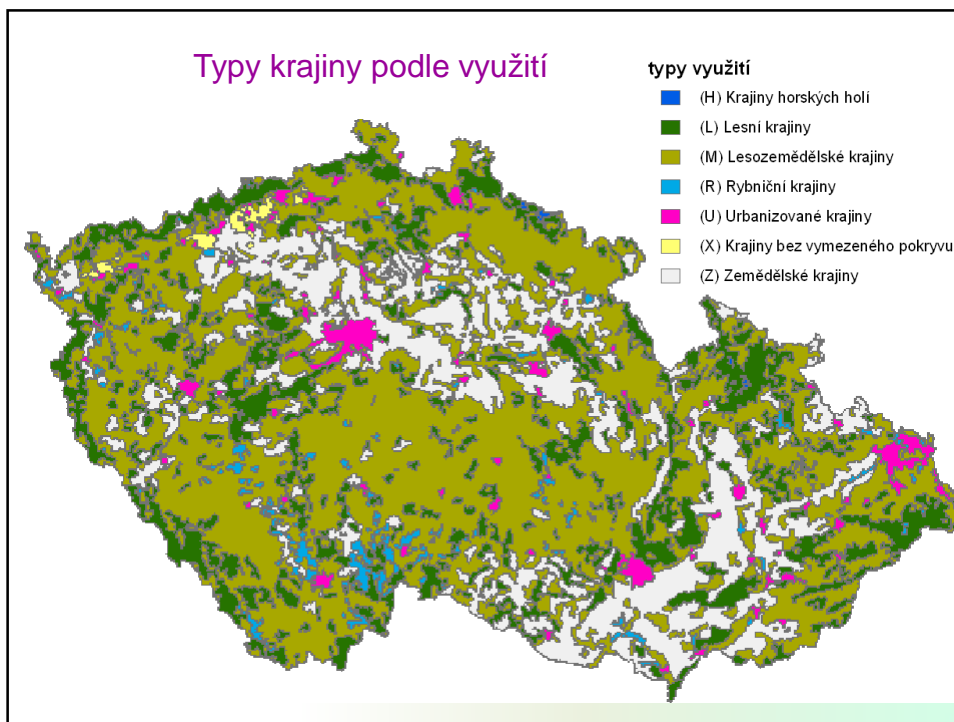 Typy krajiny podle využití
typy využití
(H) Krajiny horských holí
(L) Lesní krajiny
(M) Lesozemědělské krajiny
(R) Rybniční krajiny
(U) Urbanizované krajiny
(X) Krajiny bez vymezeného pokryvu
(Z) Zemědělské krajiny